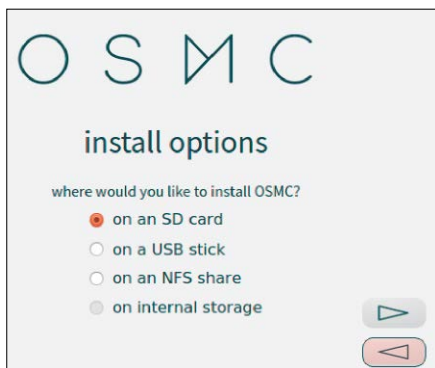 OSMC
install options
where would you like to install OSMC?
on an SD card
on a USB stick
on an NFS share
on internal storage